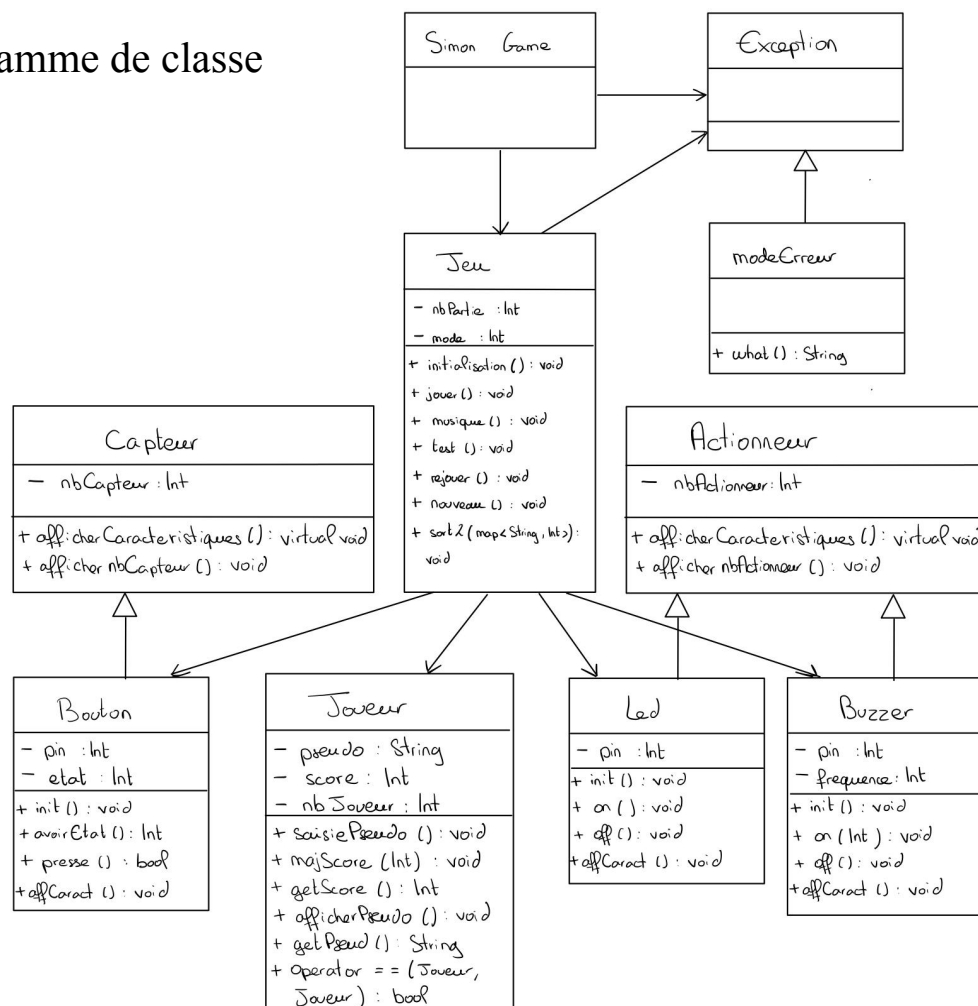 amme de classe
Simon Game
Exception
Jeu
- nbPartie : Int
- mode : Int
+ initialisation () : void
+ jouer () : void
+ musique () : void
+ test () : void
+ rejouer () : void
+ nouveau () : void
+ sort2 (map<String, Int>) :
void
modeErreur
+ what () : String
Capteur
- nbCapteur : Int
+ afficherCaracteristiques () : virtual void
+ afficher nbCapteur () : void
Actionneur
- nbActionneur : Int
+ afficherCaracteristiques () : virtual void
+ afficher nbActionneur () : void
Bouton
- pin : Int
- etat : Int
+ init () : void
+ avoirEtat () : Int
+ presse () : bool
+ affCaract () : void
Joueur
- pseudo : String
- score : Int
- nbJoueur : Int
+ saisiePseudo () : void
+ majScore (Int) : void
+ getScore () : Int
+ afficherPseudo () : void
+ getPseud () : String
+ operator == (Joueur,
Joueur) : bool
Led
- pin : Int
+ init () : void
+ on () : void
+ off () : void
+ affCaract () : void
Buzzer
- pin : Int
- frequence : Int
+ init () : void
+ on (Int) : void
+ off () : void
+ affCaract () : void